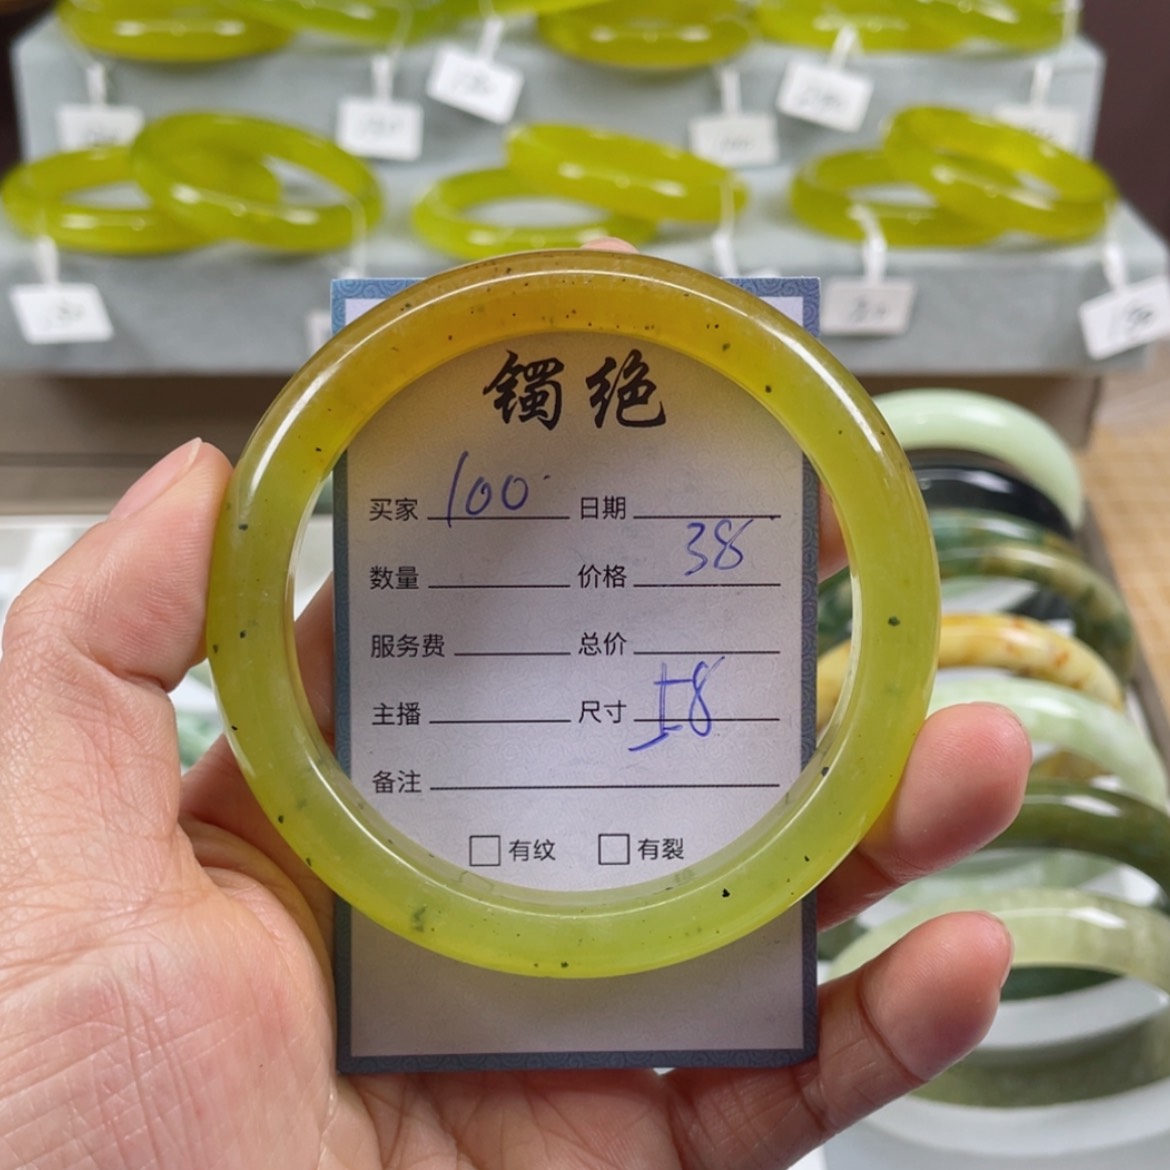 镯绝
买家 100 日期
数量 价格 38
服务费 总价
主播 尺寸 58
备注
有纹 有裂